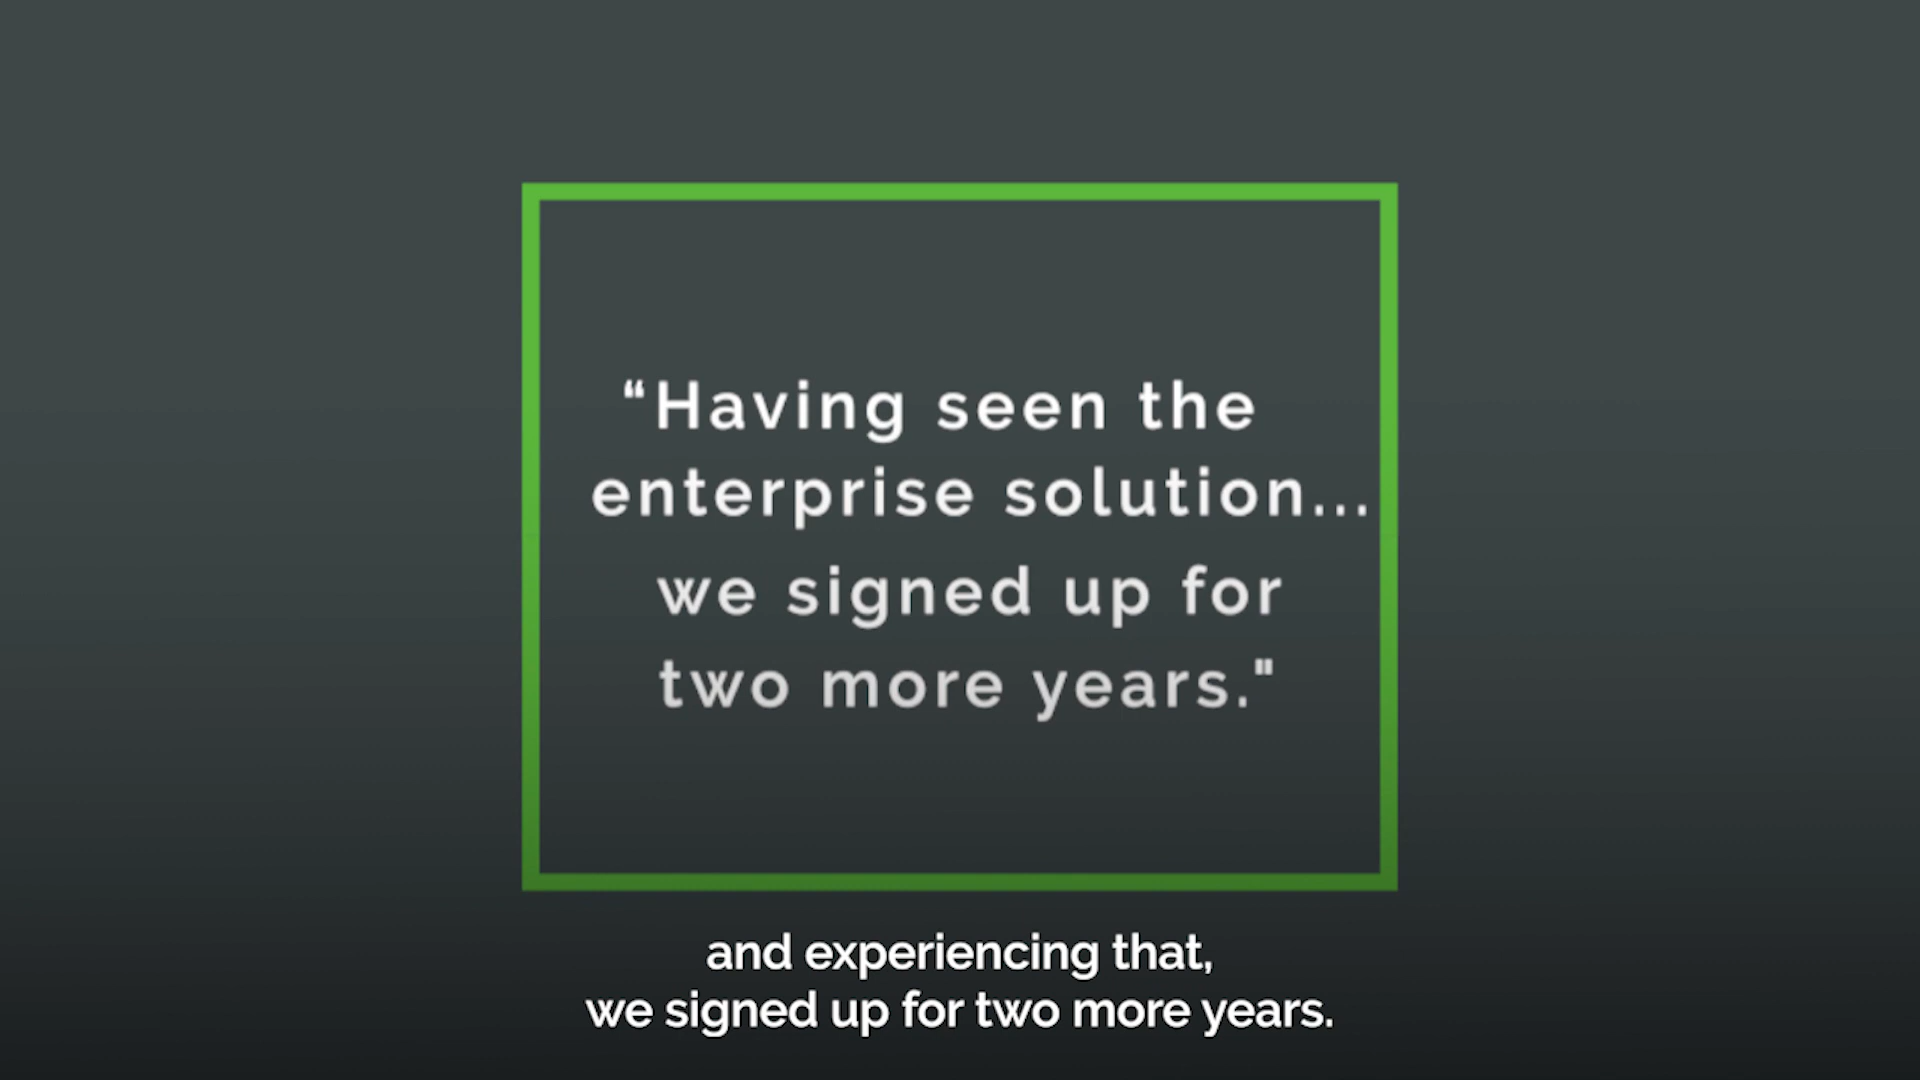 “Having seen the
enterprise solution...
we signed up for
two more years."
and experiencing that,
we signed up for two more years.